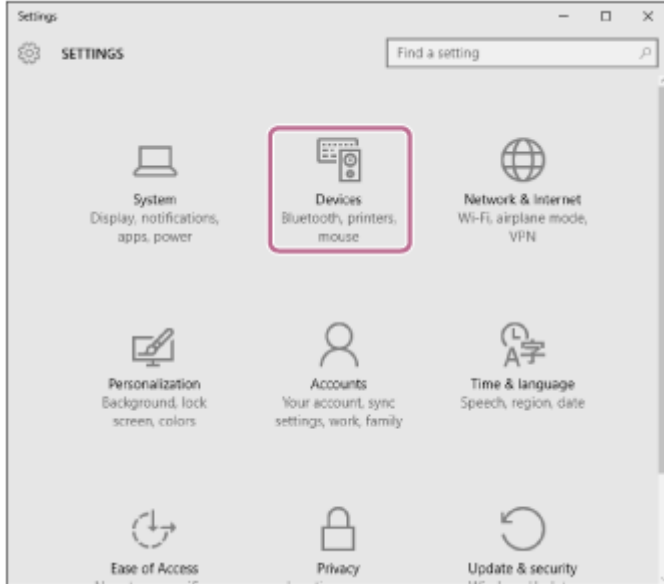 Settings
SETTINGS
Find a setting
System
Display, notifications,
apps, power
Devices
Bluetooth, printers,
mouse
Network & Internet
Wi-Fi, airplane mode,
VPN
Personalization
Background, lock
screen, colors
Accounts
Your account, sync
settings, work, family
Time & language
Speech, region, date
Ease of Access
Privacy
Update & security